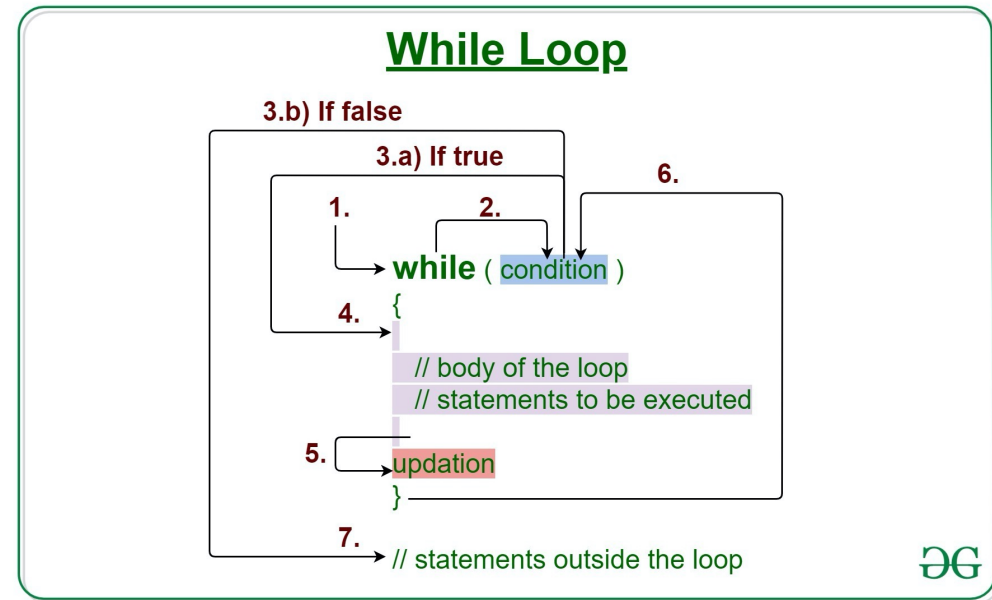 While Loop
3.b) If false
3.a) If true
6.
1.
2.
while ( condition )
{
4.
// body of the loop
// statements to be executed
5.
updation
}
7.
// statements outside the loop